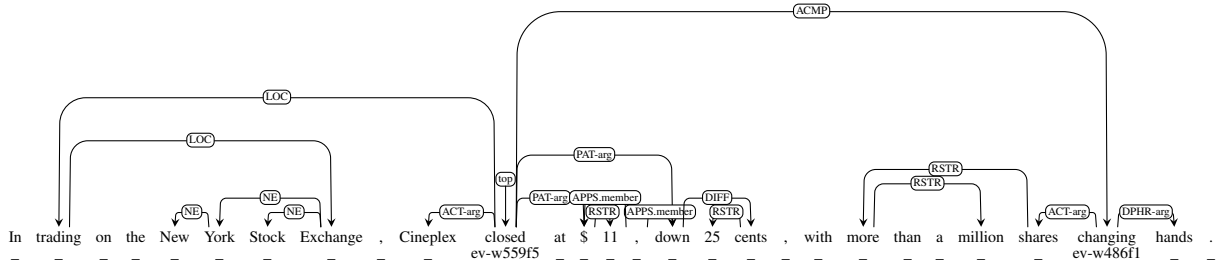 ACMP
LOC
LOC
PAT-arg
RSTR
top
RSTR
NE
PAT-arg
APPS.member
DIFF
NE
NE
ACT-arg
RSTR
APPS.member
RSTR
ACT-arg
DPHR-arg
In trading on the New York Stock Exchange , Cineplex closed at $ 11 , down 25 cents , with more than a million shares changing hands .
_ _ _ _ _ _ _ _ _ _ ev-w559f5 _ _ _ _ _ _ _ _ _ _ _ _ _ _ ev-w486f1 _ _